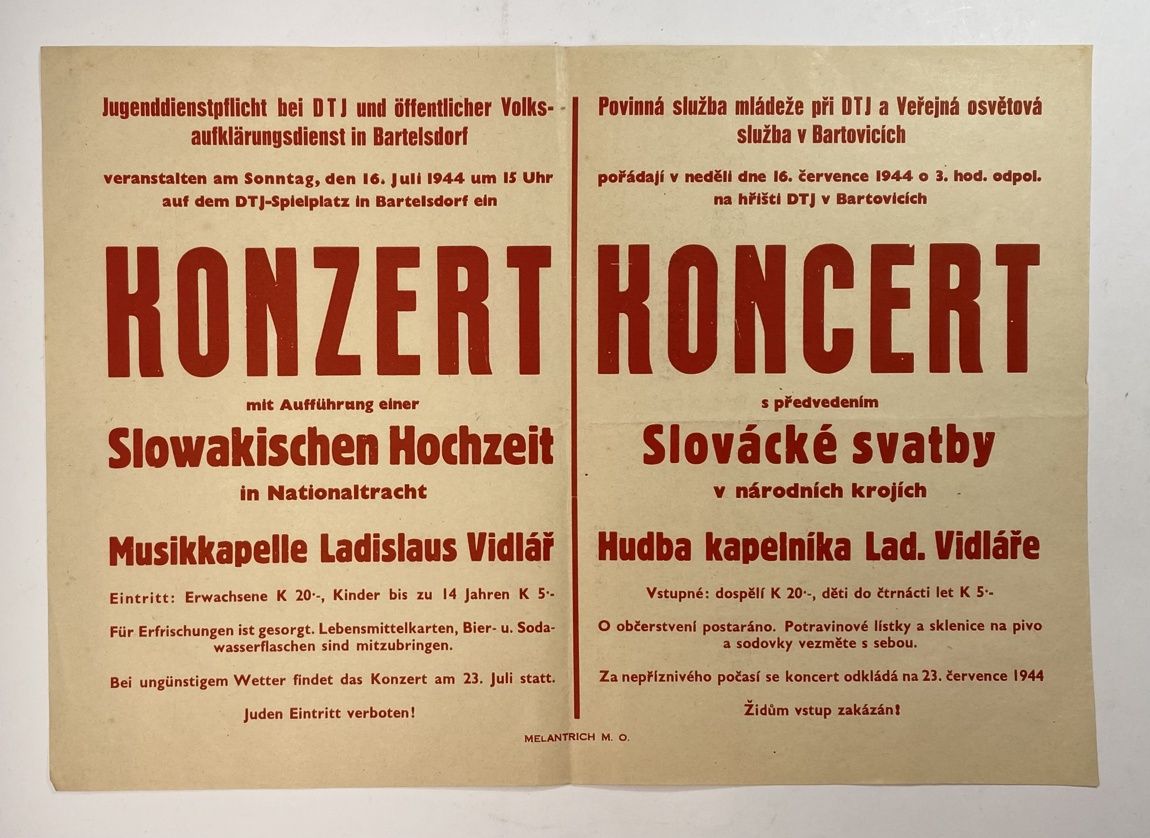 Jugenddienstpflicht bei DTJ und öffentlicher Volks-
aufklärungsdienst in Bartelsdorf
veranstalten am Sonntag, den 16. Juli 1944 um 15 Uhr
auf dem DTJ-Spielplatz in Bartelsdorf ein
KONZERT
mit Aufführung einer
Slowakischen Hochzeit
in Nationaltracht
Musikkapelle Ladislaus Vidlář
Eintritt: Erwachsene K 20·-, Kinder bis zu 14 Jahren K 5·-
Für Erfrischungen ist gesorgt. Lebensmittelkarten, Bier- u. Soda-
wasserflaschen sind mitzubringen.
Bei ungünstigem Wetter findet das Konzert am 23. Juli statt.
Juden Eintritt verboten!
Povinná služba mládeže při DTJ a Veřejná osvětová
služba v Bartovicích
pořádají v neděli dne 16. července 1944 o 3. hod. odpol.
na hřišti DTJ v Bartovicích
KONCERT
s předvedením
Slovácké svatby
v národních krojích
Hudba kapelníka Lad. Vidláře
Vstupné: dospělí K 20·-, děti do čtrnácti let K 5·-
O občerstvení postaráno. Potravinové lístky a sklenice na pivo
a sodovky vezměte s sebou.
Za nepříznivého počasí se koncert odkládá na 23. července 1944
Židům vstup zakázán!
MELANTRICH M. O.